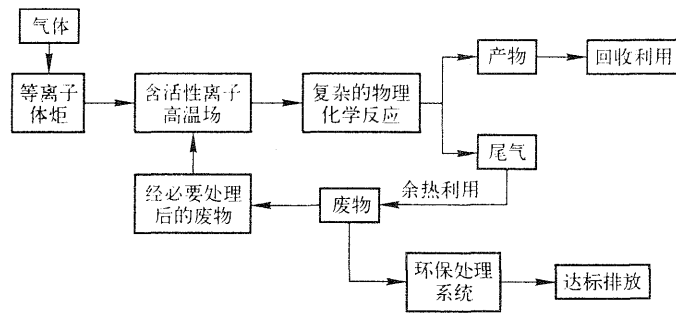 气体
等离子
体炬
含活性离子
高温场
复杂的物理
化学反应
产物
回收利用
尾气
余热利用
废物
经必要处理
后的废物
环保处理
系统
达标排放